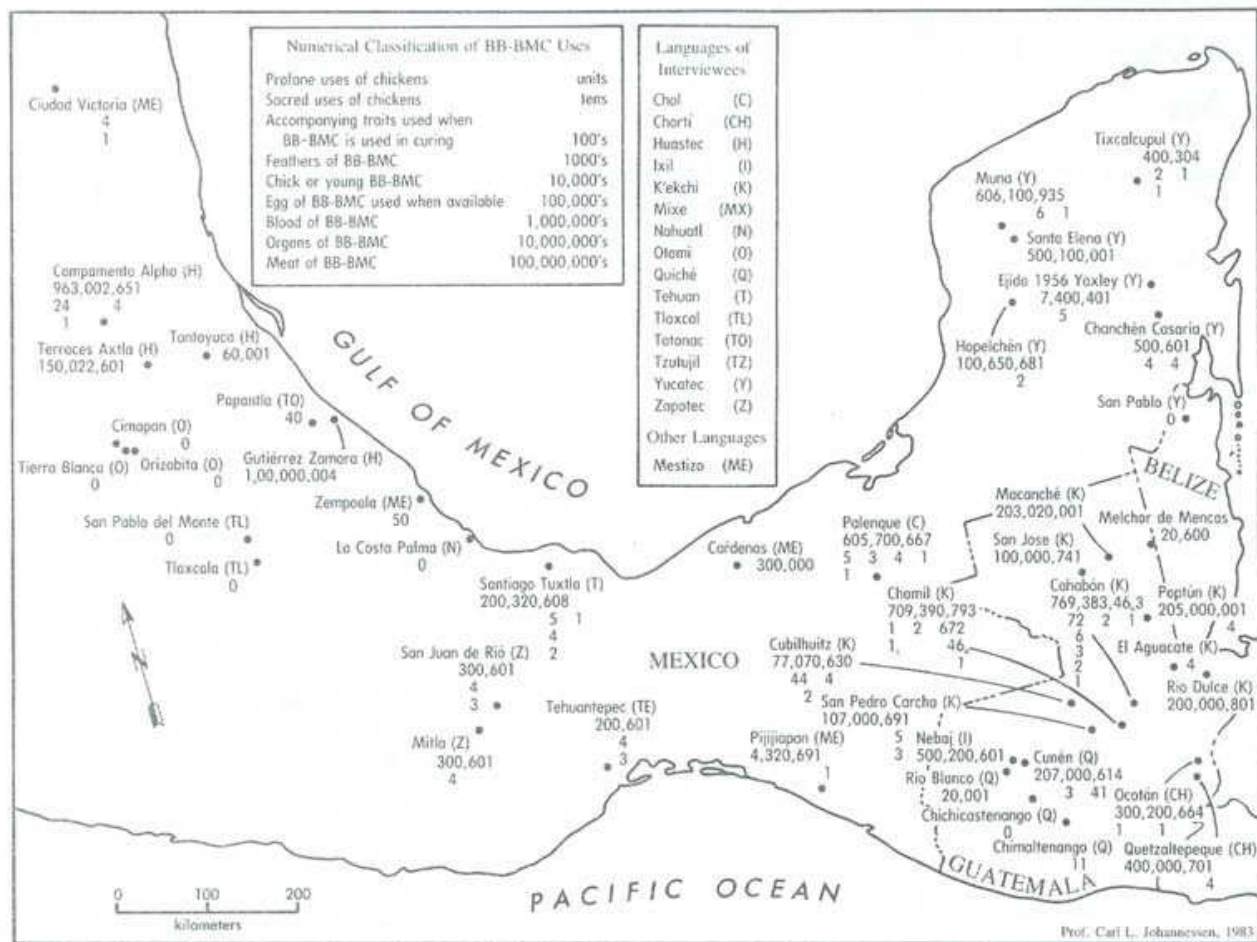 Numerical Classification of BB-BMC Uses
Profane uses of chickens units
Sacred uses of chickens tens
Accompanying traits used when
BB-BMC is used in curing 100's
Feathers of BB-BMC 1000's
Chick or young BB-BMC 10,000's
Egg of BB-BMC used when available 100,000's
Blood of BB-BMC 1,000,000's
Organs of BB-BMC 10,000,000's
Meat of BB-BMC 100,000,000's
Languages of
Interviewees
Chol (C)
Chortí (CH)
Huastec (H)
Ixil (I)
K'ekchi (K)
Mixe (MX)
Nahuatl (N)
Otomi (O)
Quiché (Q)
Tehuan (T)
Tlaxcal (TL)
Totonac (TO)
Tzutujil (TZ)
Yucatec (Y)
Zapotec (Z)
Other Languages
Mestizo (ME)
Ciudad Victoria (ME)
4
1
Campamento Alpha (H)
963,002,651
24 4
1
Terraces Axtla (H)
150,022,601
Tantoyuca (H)
60,001
Papantla (TO)
40
Cimapan (O)
0
Tierra Blanca (O)
0
Orizabita (O)
0
Gutiérrez Zamora (H)
1,00,000,004
Zempoala (ME)
50
San Pablo del Monte (TL)
0
Tlaxcala (TL)
0
La Costa Palma (N)
0
Santiago Tuxtla (T)
200,320,608
5 1
4
2
San Juan de Rió (Z)
300,601
4
3
Mitla (Z)
300,601
4
Tehuantepec (TE)
200,601
4
3
GULF OF MEXICO
Cárdenas (ME)
300,000
MEXICO
Pijijiapan (ME)
4,320,691
1
Tixcalcupul (Y)
400,304
2 1
1
Muna (Y)
606,100,935
6 1
Santa Elena (Y)
500,100,001
Ejido 1956 Yaxley (Y)
7,400,401
5
Hopelchén (Y)
100,650,681
2
Chanchén Casaria (Y)
500,601
4 4
San Pablo (Y)
0
BELIZE
Macanché (K)
203,020,001
Melchor de Mencos
20,600
Palenque (C)
605,700,667
5 3 4 1
1
San Jose (K)
100,000,741
Chamil (K)
709,390,793
1 2 672
1, 46,
1
Cahabón (K)
769,383,46,3
72 2 1
6
3
2
1
Poptún (K)
205,000,001
4
El Aguacate (K)
4
Rio Dulce (K)
200,000,801
Cubilhuitz (K)
77,070,630
44 4
2
San Pedro Carcha (K)
107,000,691
5
3
Nebaj (I)
500,200,601
Cunén (Q)
207,000,614
3 41
Rio Blanco (Q)
20,001
Chichicastenango (Q)
0
Chimaltenango (Q)
11
Ocotán (CH)
300,200,664
1 1
Quetzaltepeque (CH)
400,000,701
4
GUATEMALA
PACIFIC OCEAN
N
0 100 200
kilometers
Prof. Carl L. Johannessen, 1983